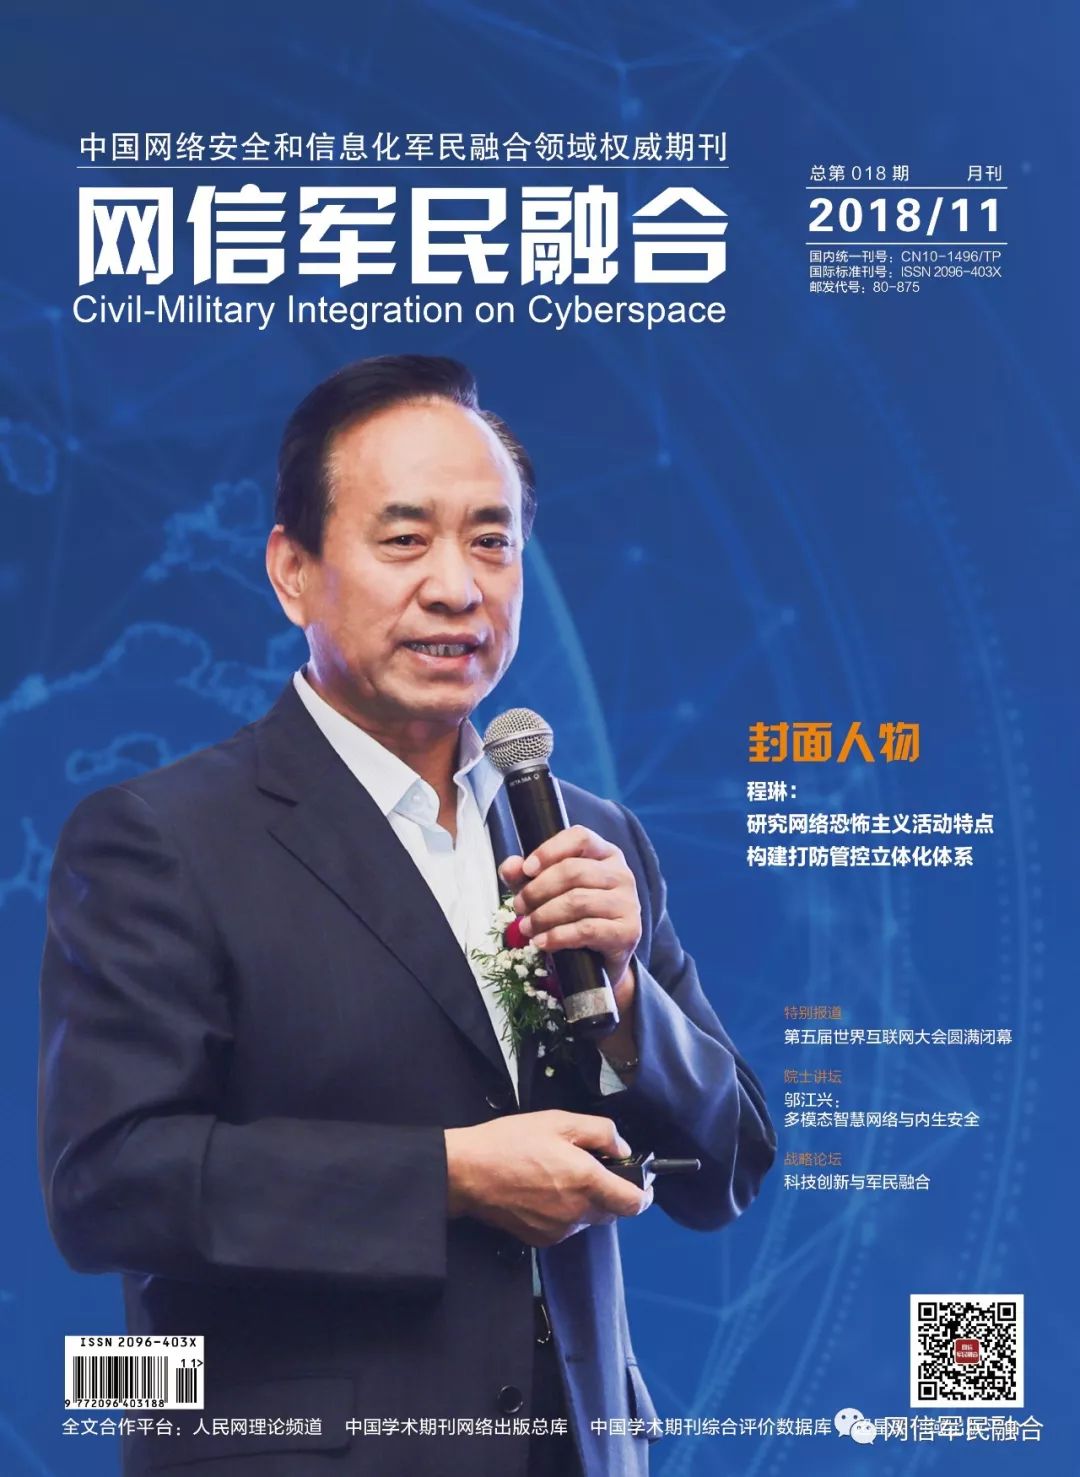 中国网络安全和信息化军民融合领域权威期刊
网信军民融合
Civil-Military Integration on Cyberspace
总第 018 期 月刊
2018/11
国内统一刊号：CN10-1496/TP
国际标准刊号：ISSN 2096-403X
邮发代号：80-875
封面人物
程琳：
研究网络恐怖主义活动特点
构建打防管控立体化体系
特别报道
第五届世界互联网大会圆满闭幕
院士讲坛
邬江兴：
多模态智慧网络与内生安全
战略论坛
科技创新与军民融合
ISSN 2096-403X
11>
9 772096 403188
网信
军民融合
全文合作平台：人民网理论频道 中国学术期刊网络出版总库 中国学术期刊综合评价数据库
网信军民融合